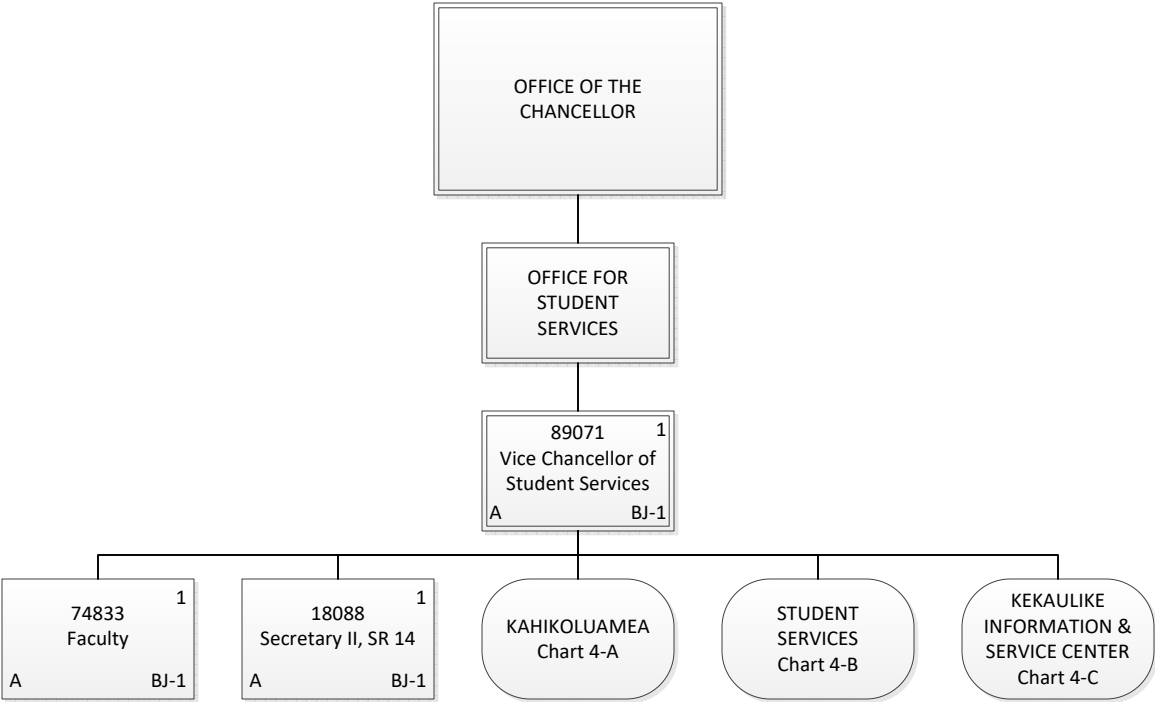 OFFICE OF THE
CHANCELLOR
OFFICE FOR
STUDENT
SERVICES
89071 1
Vice Chancellor of
Student Services
A BJ-1
74833 1
Faculty
A BJ-1
18088 1
Secretary II, SR 14
A BJ-1
KAHIKOLUAMEA
Chart 4-A
STUDENT
SERVICES
Chart 4-B
KEKAULIKE
INFORMATION &
SERVICE CENTER
Chart 4-C